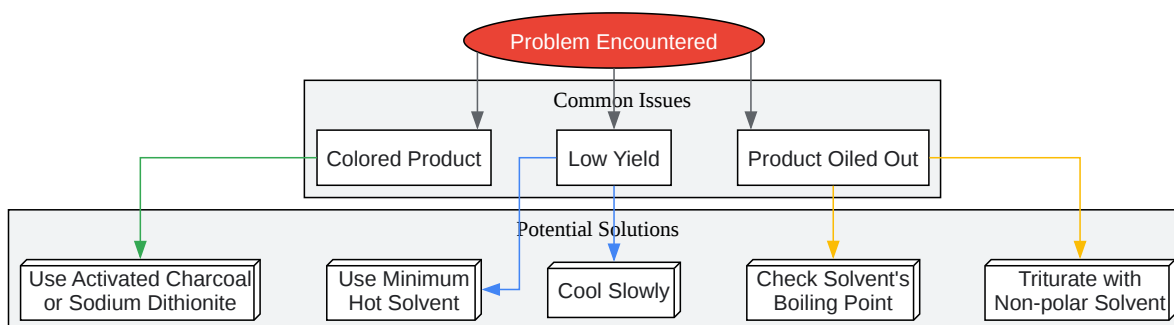 Problem Encountered
Common Issues
Colored Product
Low Yield
Product Oiled Out
Potential Solutions
Use Activated Charcoal
or Sodium Dithionite
Use Minimum
Hot Solvent
Cool Slowly
Check Solvent's
Boiling Point
Triturate with
Non-polar Solvent